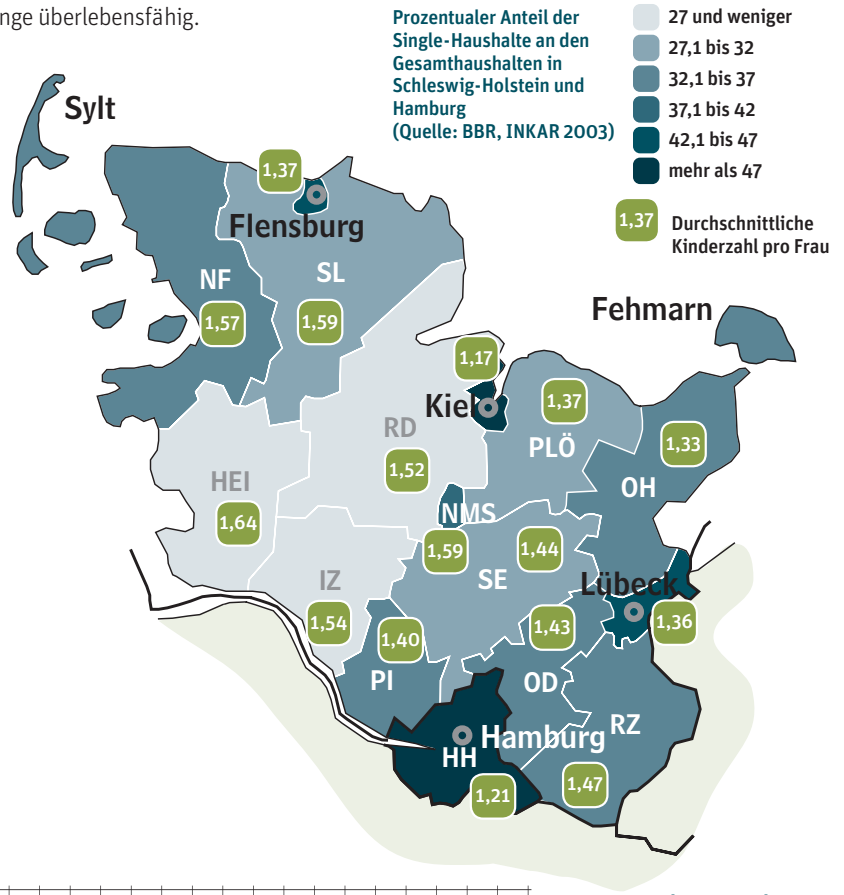 nge überlebensfähig.
Prozentualer Anteil der
Single-Haushalte an den
Gesamthaushalten in
Schleswig-Holstein und
Hamburg
(Quelle: BBR, INKAR 2003)
27 und weniger
27,1 bis 32
32,1 bis 37
37,1 bis 42
42,1 bis 47
mehr als 47
1,37
Durchschnittliche
Kinderzahl pro Frau
Sylt
1,37
Flensburg
NF
SL
1,57
1,59
Fehmarn
1,17
Kiel
1,37
RD
PLÖ
1,33
1,52
OH
HEI
1,64
NMS
1,59
1,44
SE
IZ
Lübeck
1,54
1,40
1,43
1,36
PI
OD
RZ
Hamburg
HH
1,47
1,21